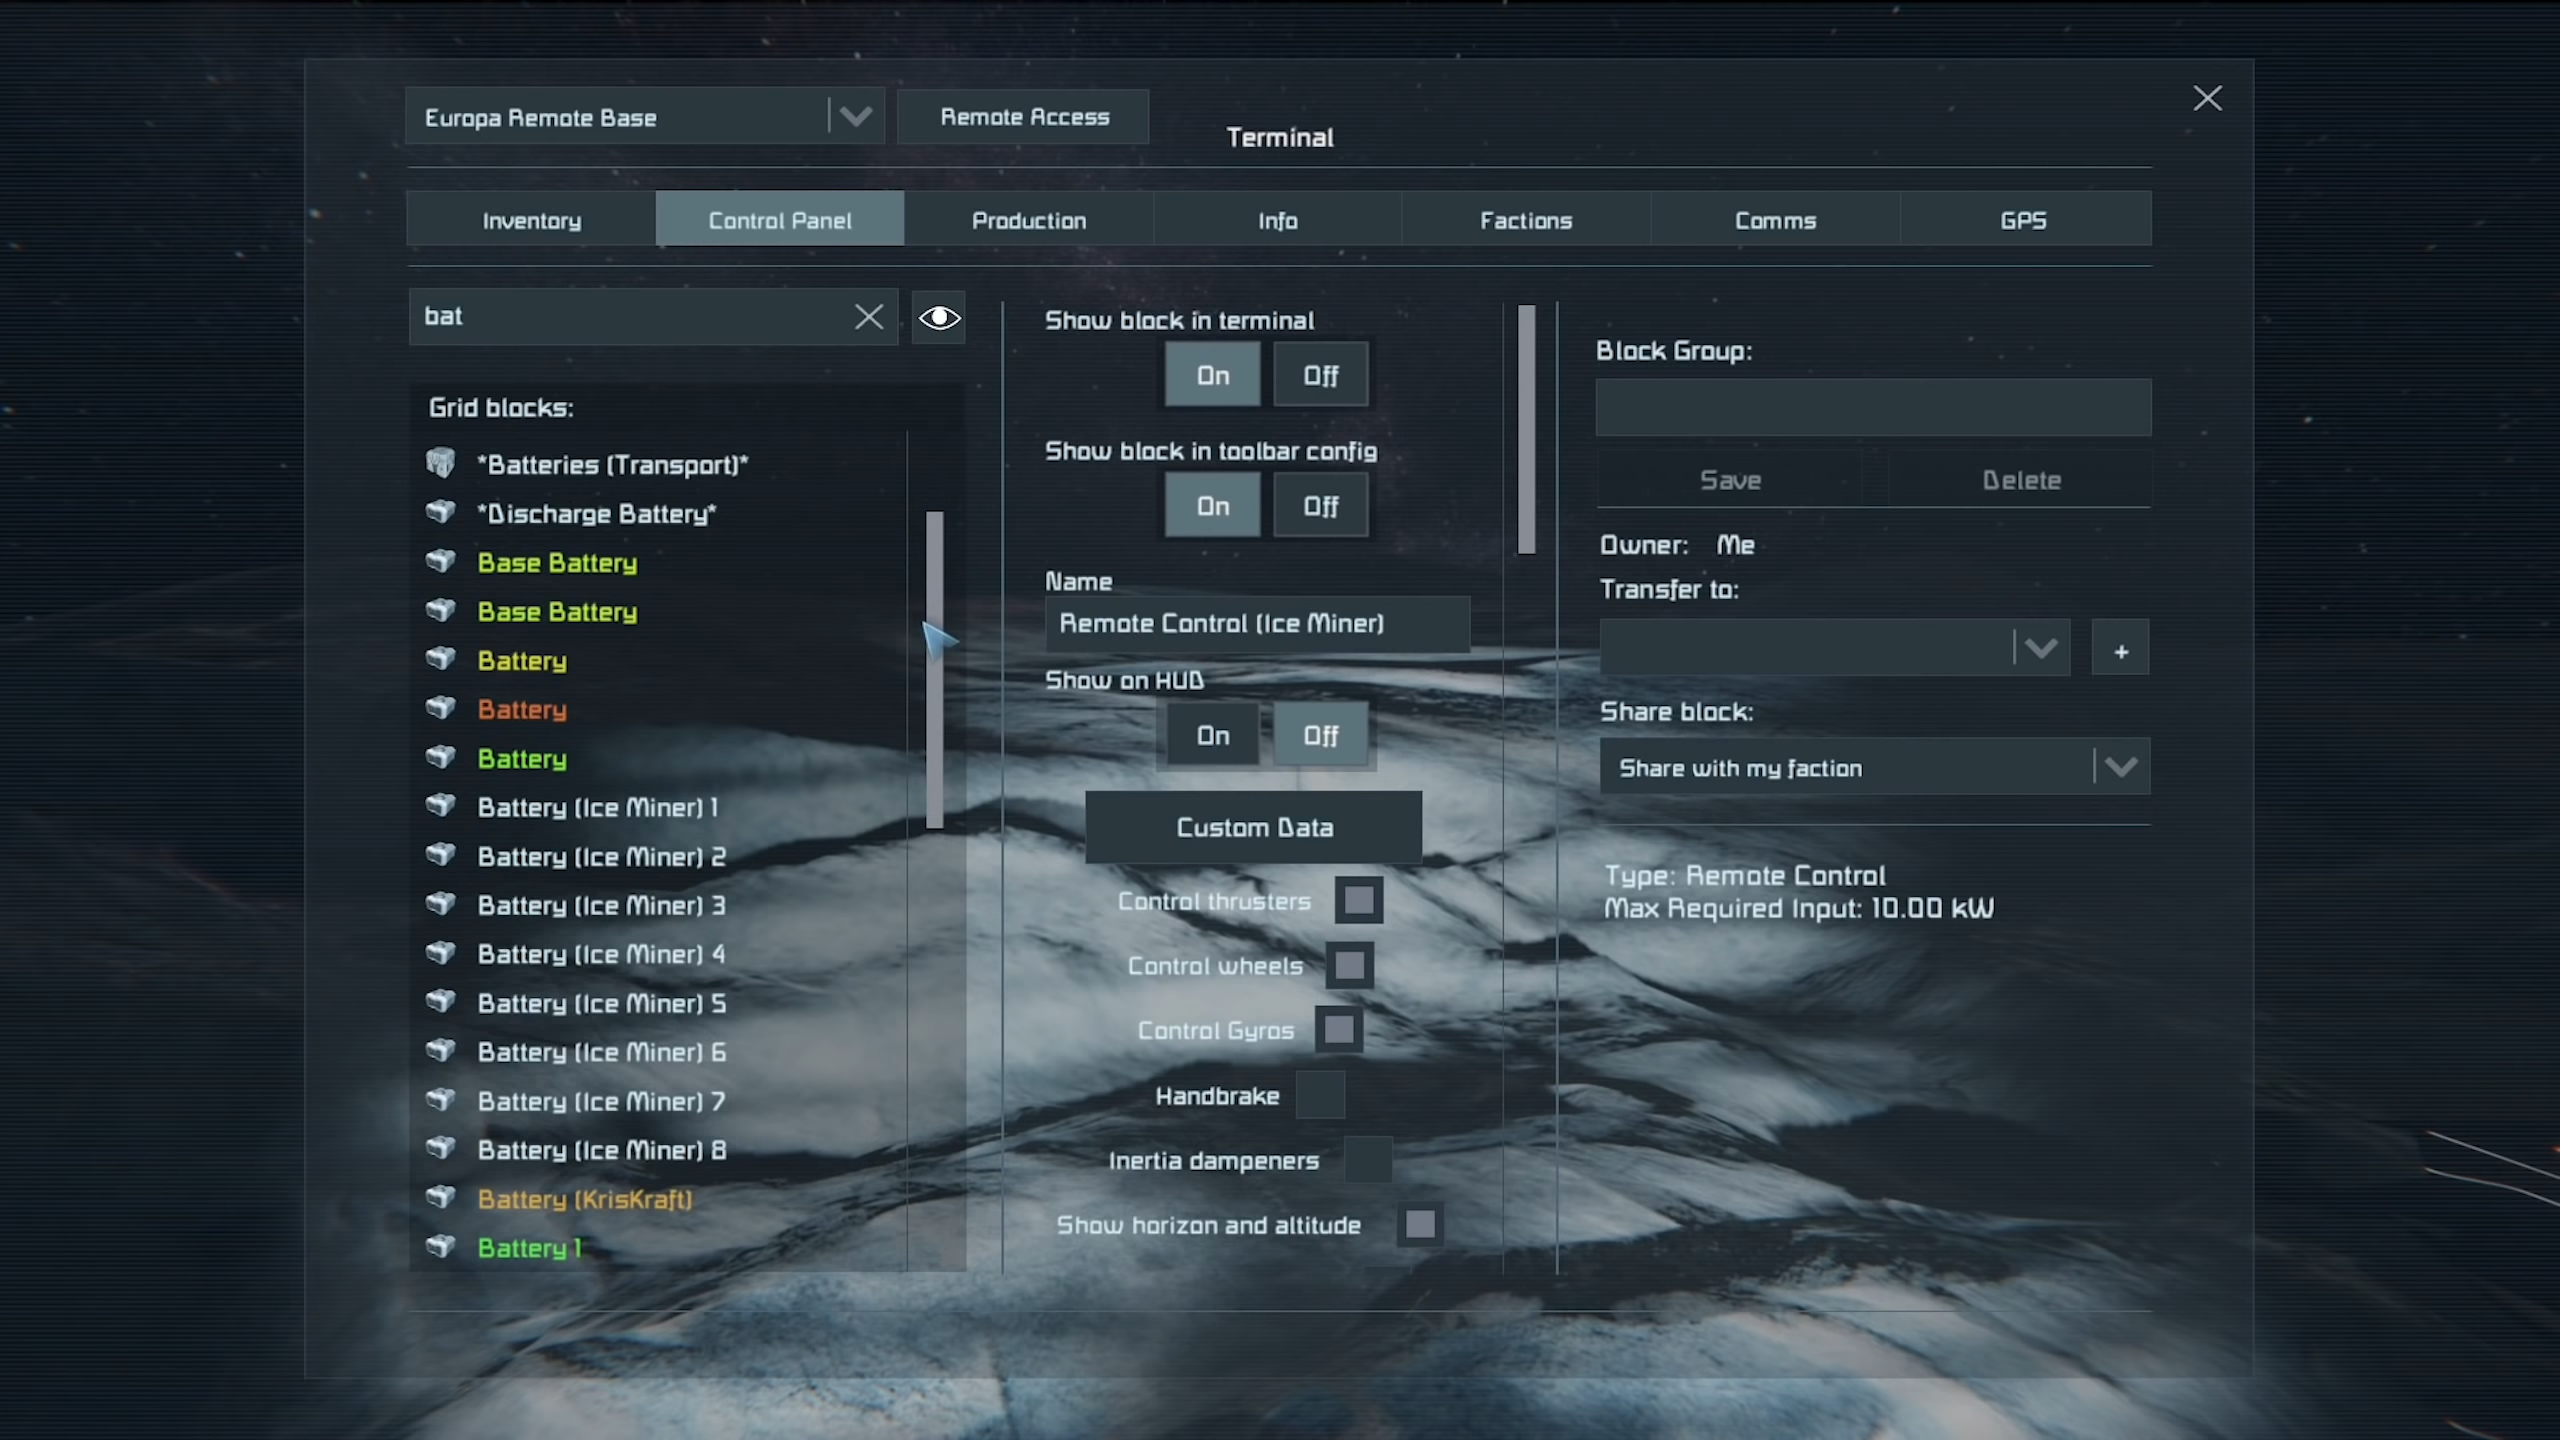 Europa Remote Base
Remote Access
Terminal
Inventory
Control Panel
Production
Info
Factions
Comms
GPS
bat
Grid blocks:
*Batteries (Transport)*
*Discharge Battery*
Base Battery
Base Battery
Battery
Battery
Battery
Battery (Ice Miner) 1
Battery (Ice Miner) 2
Battery (Ice Miner) 3
Battery (Ice Miner) 4
Battery (Ice Miner) 5
Battery (Ice Miner) 6
Battery (Ice Miner) 7
Battery (Ice Miner) 8
Battery (KrisKraft)
Battery 1
Show block in terminal
On Off
Show block in toolbar config
On Off
Name
Remote Control (Ice Miner)
Show on HUD
On Off
Custom Data
Control thrusters
Control wheels
Control Gyros
Handbrake
Inertia dampeners
Show horizon and altitude
Block Group:
Save Delete
Owner: Me
Transfer to:
+
Share block:
Share with my faction
Type: Remote Control
Max Required Input: 10.00 kW